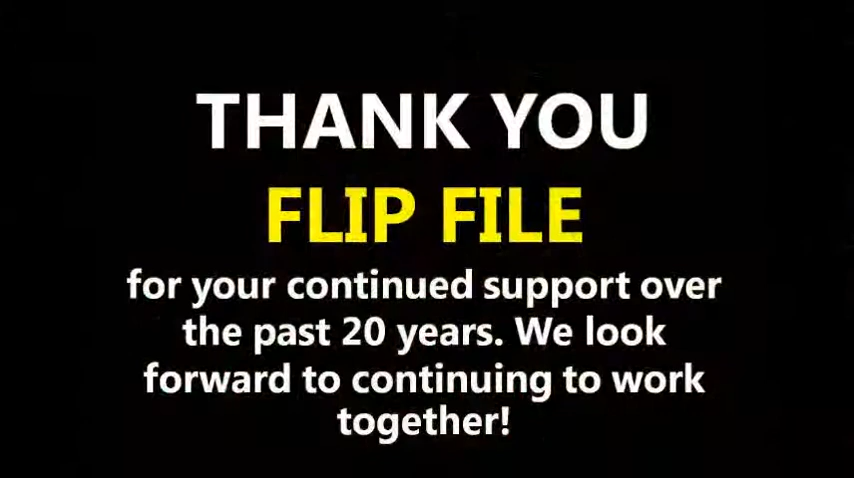 THANK YOU
FLIP FILE
for your continued support over
the past 20 years. We look
forward to continuing to work
together!